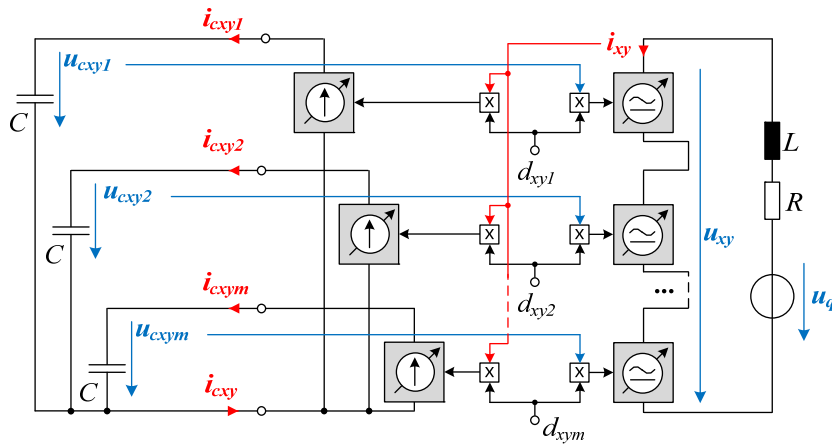 i_cxy1
i_xy
u_cxy1
C
X X
L
d_xy1
i_cxy2
R
u_cxy2
C
X X
u_xy
u_q
d_xy2
...
i_cxym
u_cxym
C
X X
i_cxy
d_xym